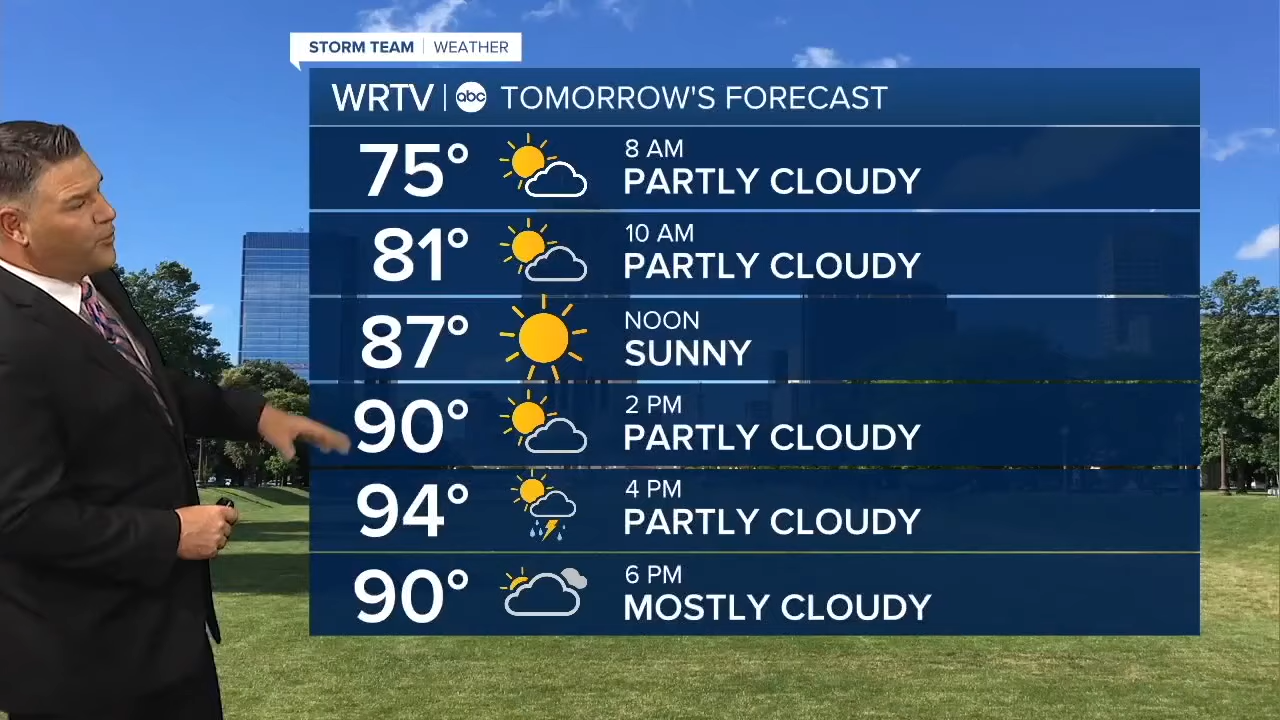 STORM TEAM | WEATHER
WRTV | abc TOMORROW'S FORECAST
75°
8 AM
PARTLY CLOUDY
81°
10 AM
PARTLY CLOUDY
87°
NOON
SUNNY
90°
2 PM
PARTLY CLOUDY
94°
4 PM
PARTLY CLOUDY
90°
6 PM
MOSTLY CLOUDY